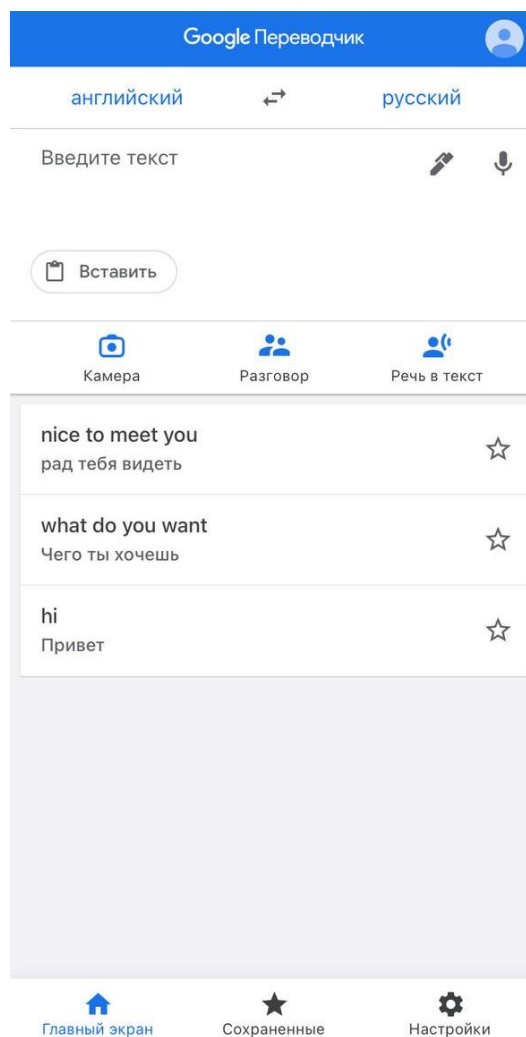 Google Переводчик
английский русский
Введите текст
Вставить
Камера Разговор Речь в текст
nice to meet you
рад тебя видеть
what do you want
Чего ты хочешь
hi
Привет
Главный экран Сохраненные Настройки